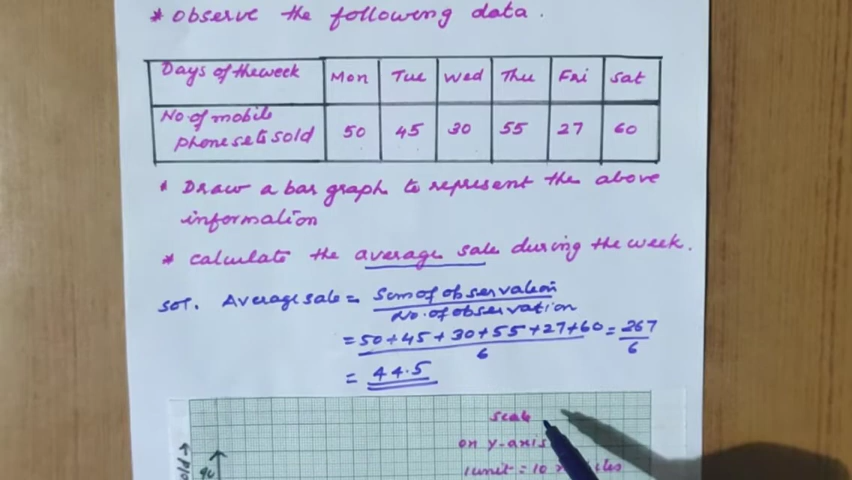 * Observe the following data.
Days of the week Mon Tue Wed Thu Fri Sat
No. of mobile
phone sets sold 50 45 30 55 27 60
* Draw a bar graph to represent the above
information
* calculate the average sale during the week.
Sol. Average sale = Sum of observation
No. of observation
= 50+45+30+55+27+60 = 267
6 6
= 44.5
Scale
on y-axis
1 unit = 10
90